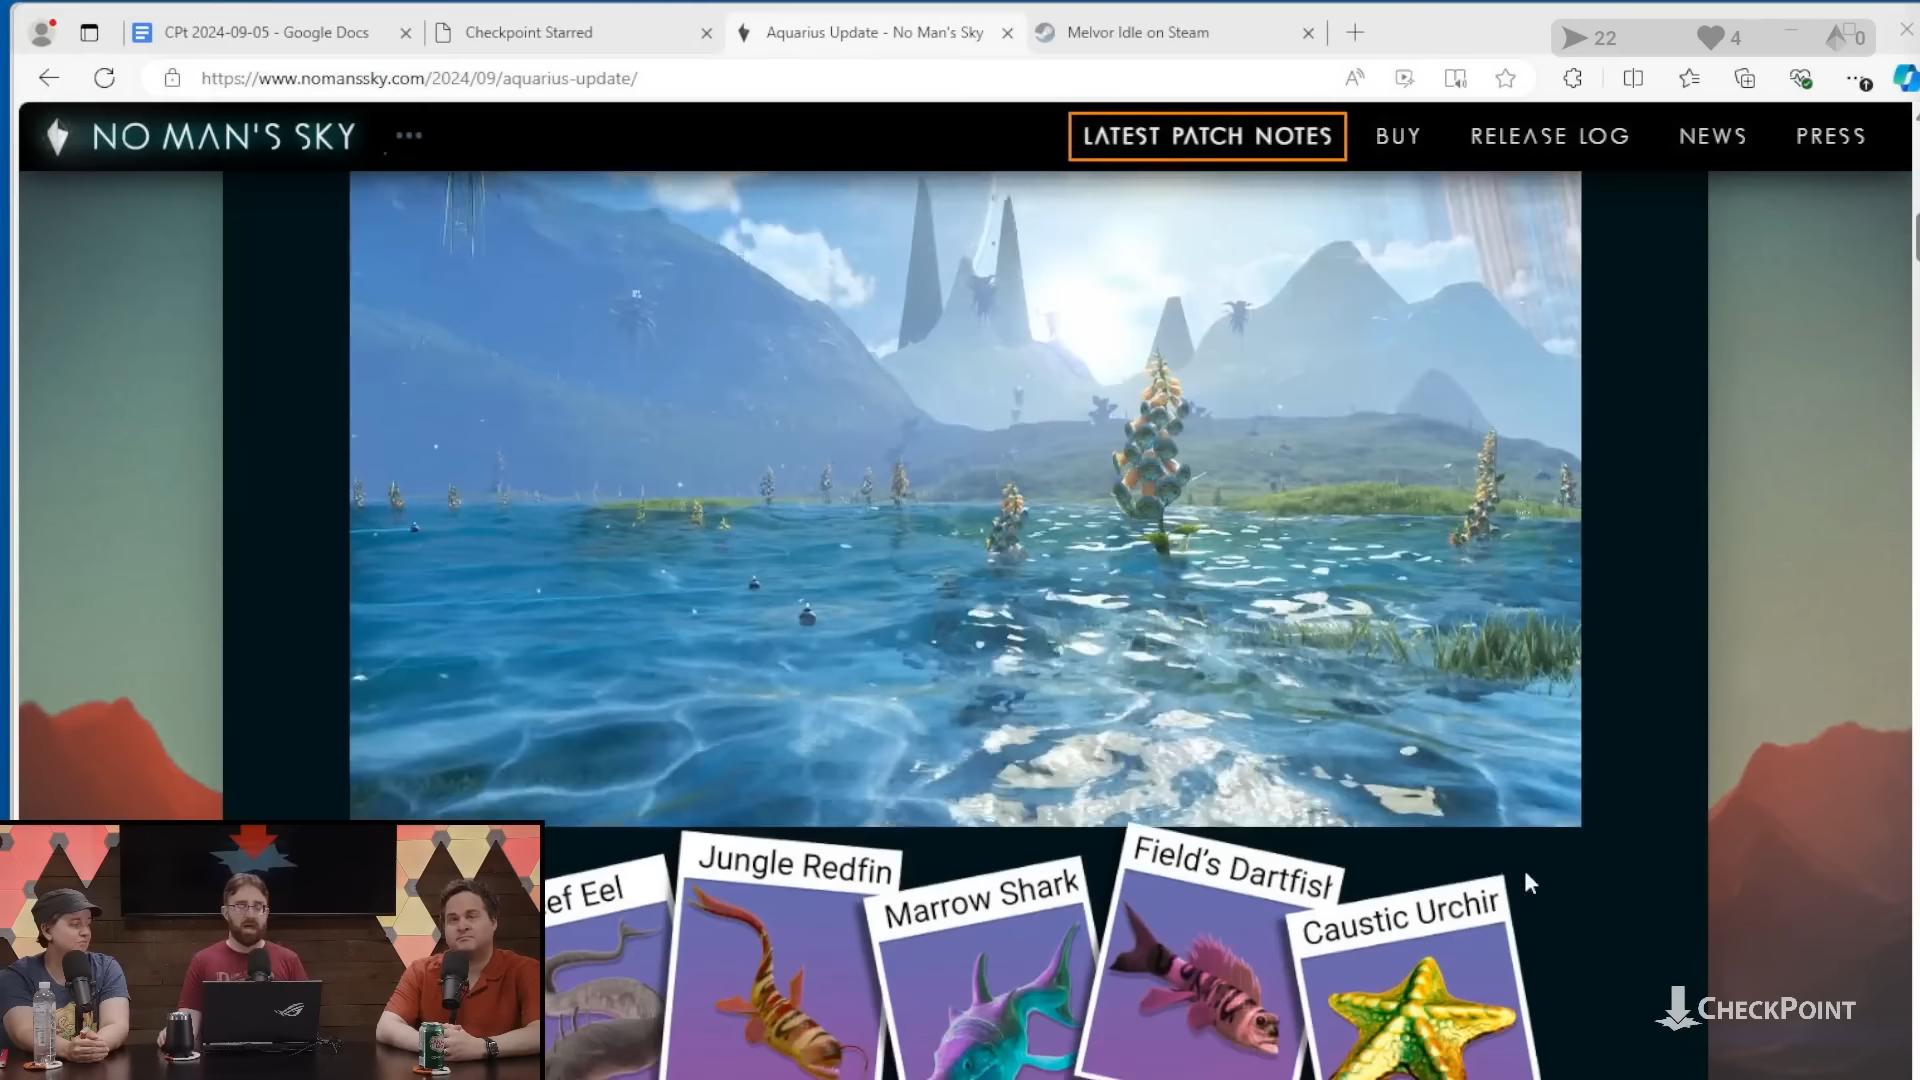 CPt 2024-09-05 - Google Docs
Checkpoint Starred
Aquarius Update - No Man's Sky
Melvor Idle on Steam
22
4
0
https://www.nomanssky.com/2024/09/aquarius-update/
NO MAN'S SKY
LATEST PATCH NOTES
BUY
RELEASE LOG
NEWS
PRESS
ef Eel
Jungle Redfin
Marrow Shark
Field's Dartfish
Caustic Urchin
CHECKPOINT